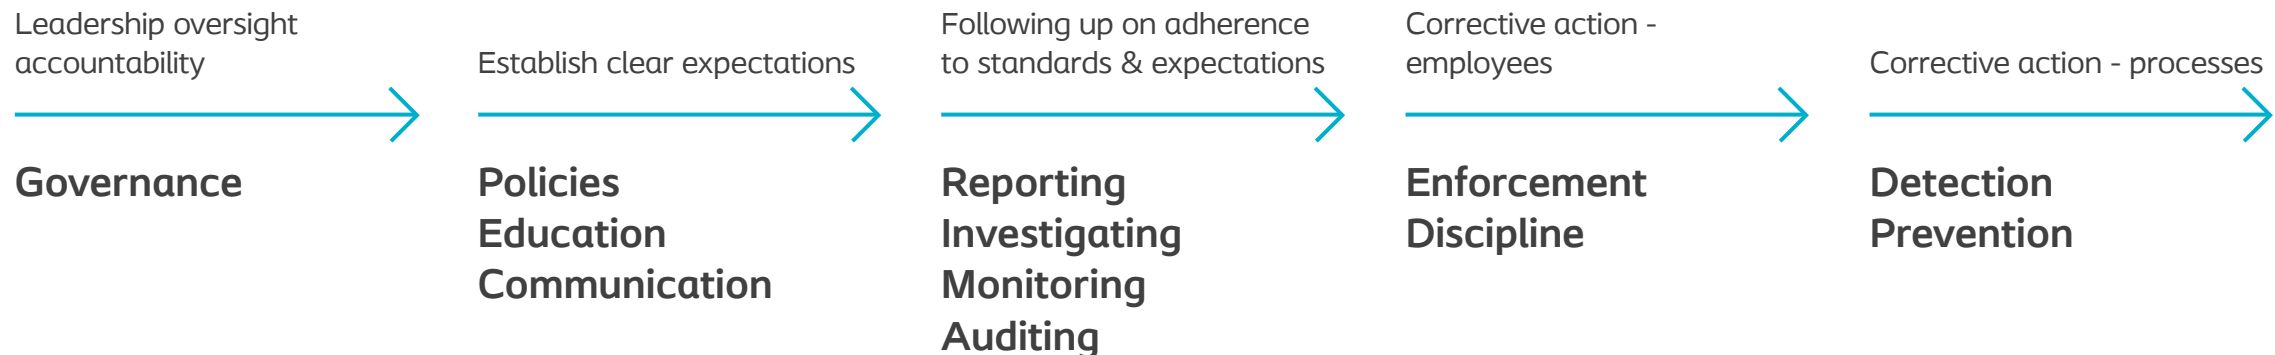 Leadership oversight
accountability
Governance
Establish clear expectations
Policies
Education
Communication
Following up on adherence
to standards & expectations
Reporting
Investigating
Monitoring
Auditing
Corrective action -
employees
Enforcement
Discipline
Corrective action - processes
Detection
Prevention